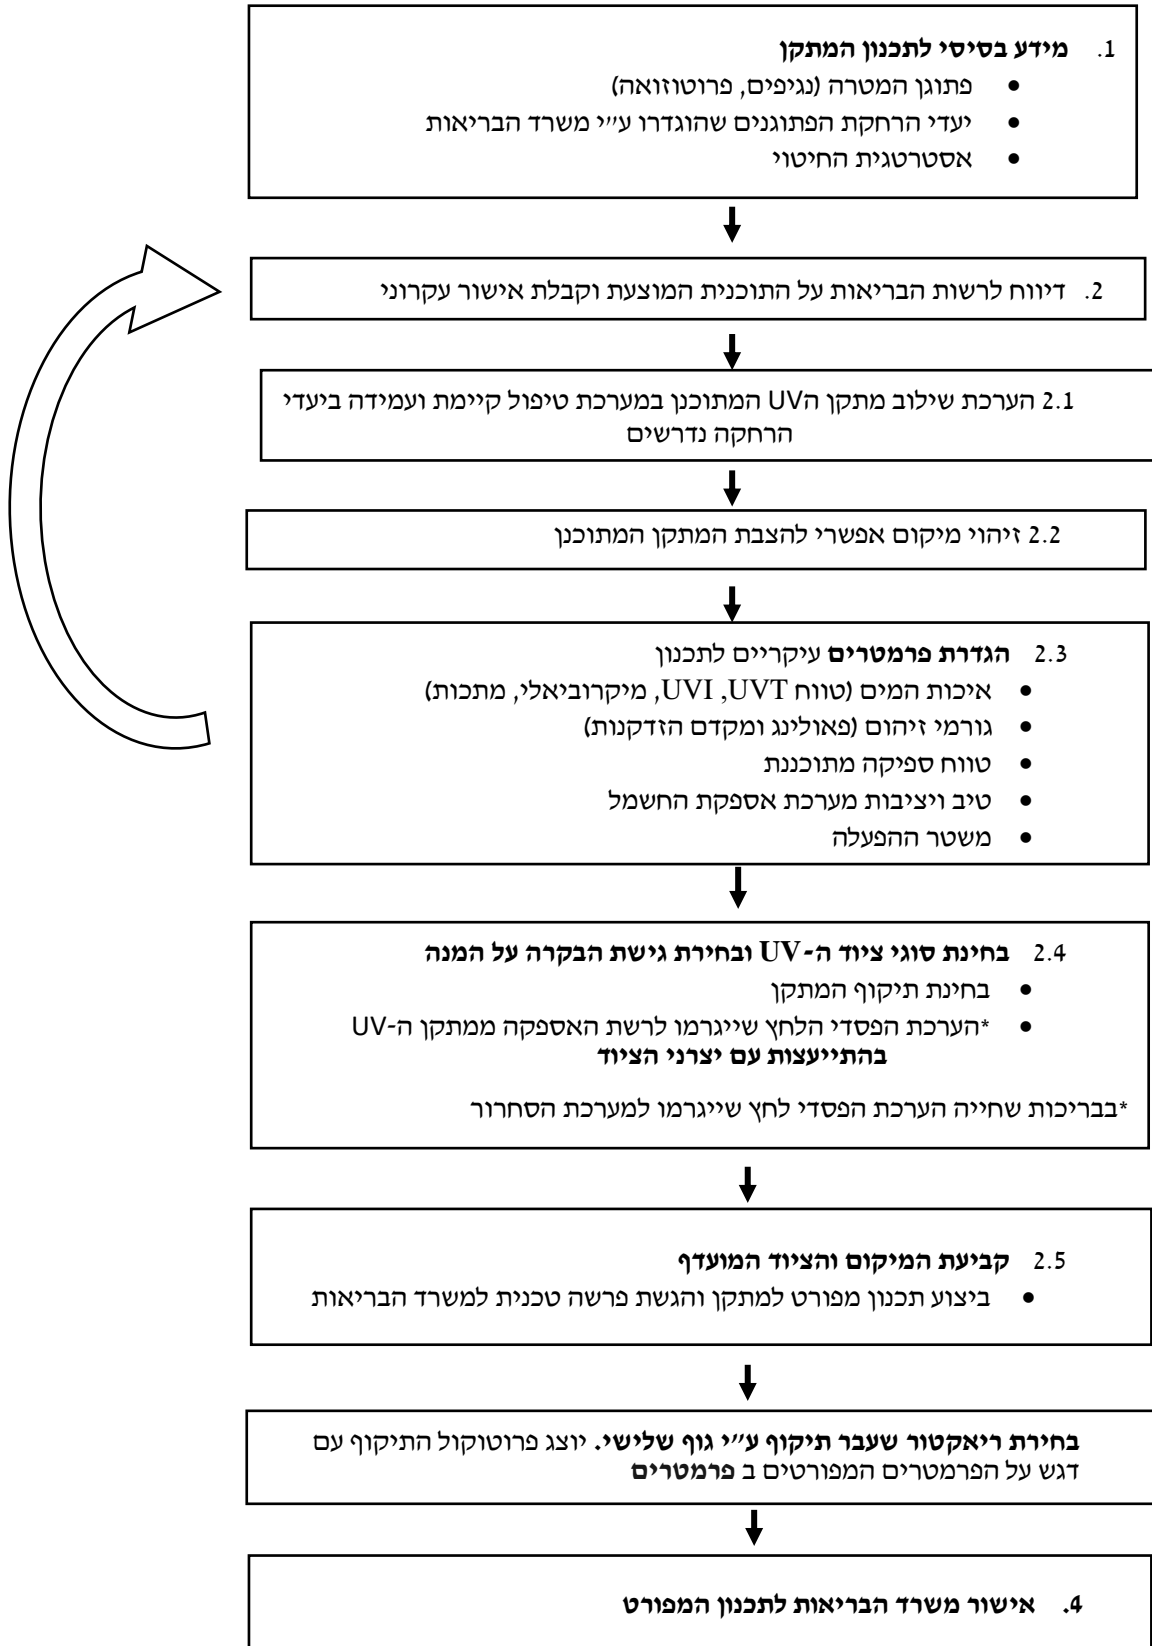 1. מידע בסיסי לתכנון המתקן
• פתוגן המטרה (נגיפים, פרוטוזואה)
• יעדי הרחקת הפתוגנים שהוגדרו ע״י משרד הבריאות
• אסטרטגית החיטוי
2. דיווח לרשות הבריאות על התוכנית המוצעת וקבלת אישור עקרוני
2.1 הערכת שילוב מתקן הUV המתוכנן במערכת טיפול קיימת ועמידה ביעדי
הרחקה נדרשים
2.2 זיהוי מיקום אפשרי להצבת המתקן המתוכנן
2.3 הגדרת פרמטרים עיקריים לתכנון
• איכות המים (טווח UVT, UVI, מיקרוביאלי, מתכות)
• גורמי זיהום (פאולינג ומקדם הזדקנות)
• טווח ספיקה מתוכננת
• טיב ויציבות מערכת אספקת החשמל
• משטר ההפעלה
2.4 בחינת סוגי ציוד ה-UV ובחירת גישת הבקרה על המנה
• בחינת תיקוף המתקן
• *הערכת הפסדי הלחץ שייגרמו לרשת האספקה ממתקן ה-UV
בהתייעצות עם יצרני הציוד
*בבריכות שחייה הערכת הפסדי לחץ שייגרמו למערכת הסחרור
2.5 קביעת המיקום והציוד המועדף
• ביצוע תכנון מפורט למתקן והגשת פרשה טכנית למשרד הבריאות
בחירת ריאקטור שעבר תיקוף ע״י גוף שלישי. יוצג פרוטוקול התיקוף עם
דגש על הפרמטרים המפורטים ב פרמטרים
4. אישור משרד הבריאות לתכנון המפורט